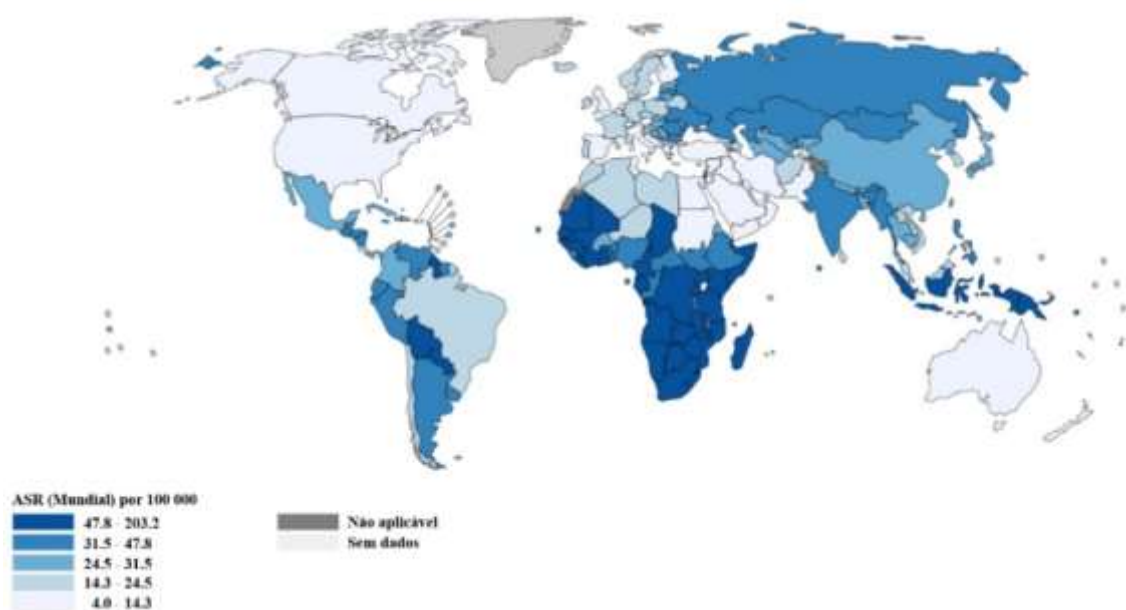 ASR (Mundial) por 100 000
47.8 - 203.2
31.5 - 47.8
24.5 - 31.5
14.3 - 24.5
4.0 - 14.3
Não aplicável
Sem dados